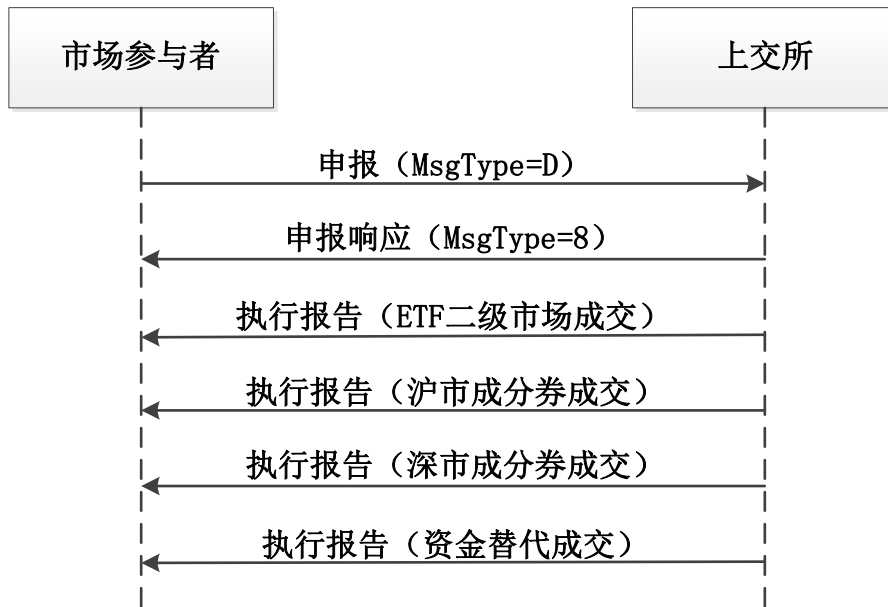 市场参与者
上交所
申报（MsgType=D）
申报响应（MsgType=8）
执行报告（ETF二级市场成交）
执行报告（沪市成分券成交）
执行报告（深市成分券成交）
执行报告（资金替代成交）